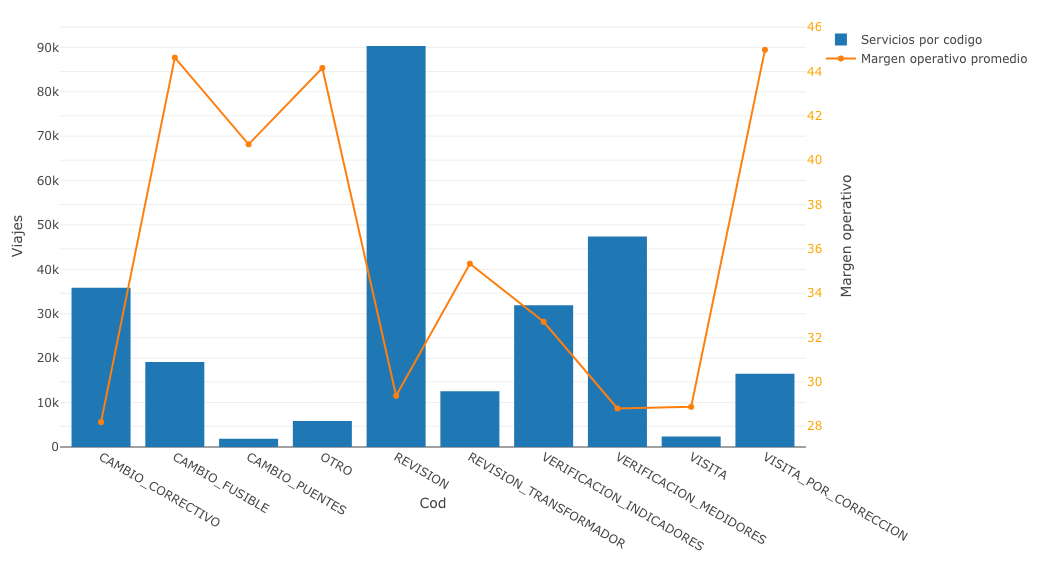 Servicios por codigo
Margen operativo promedio
Viajes
90k
80k
70k
60k
50k
40k
30k
20k
10k
0
46
44
42
40
38
36
34
32
30
28
Margen operativo
CAMBIO_CORRECTIVO
CAMBIO_FUSIBLE
CAMBIO_PUENTES
OTRO
REVISION
REVISION_TRANSFORMADOR
VERIFICACION_INDICADORES
VERIFICACION_MEDIDORES
VISITA
VISITA_POR_CORRECCION
Cod